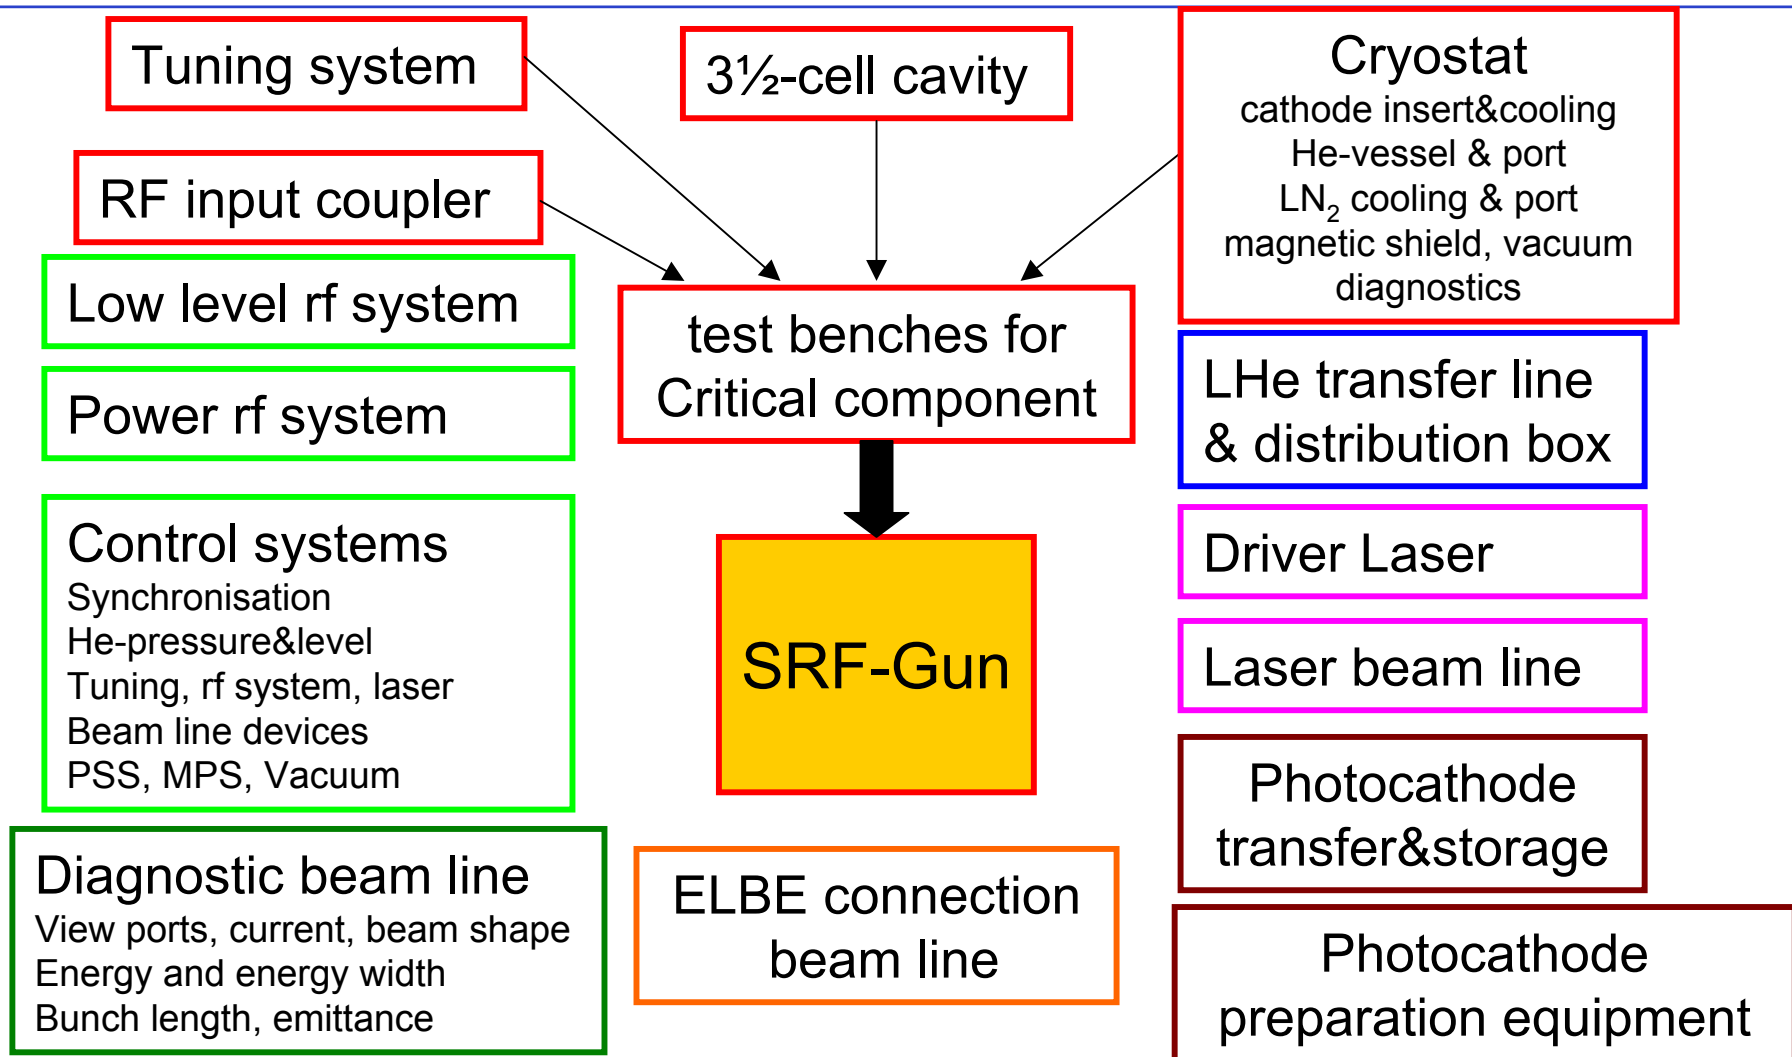 Tuning system
3½-cell cavity
Cryostat
cathode insert&cooling
He-vessel & port
LN₂ cooling & port
magnetic shield, vacuum
diagnostics
RF input coupler
Low level rf system
Power rf system
test benches for
Critical component
LHe transfer line
& distribution box
Control systems
Synchronisation
He-pressure&level
Tuning, rf system, laser
Beam line devices
PSS, MPS, Vacuum
SRF-Gun
Driver Laser
Laser beam line
Photocathode
transfer&storage
Diagnostic beam line
View ports, current, beam shape
Energy and energy width
Bunch length, emittance
ELBE connection
beam line
Photocathode
preparation equipment